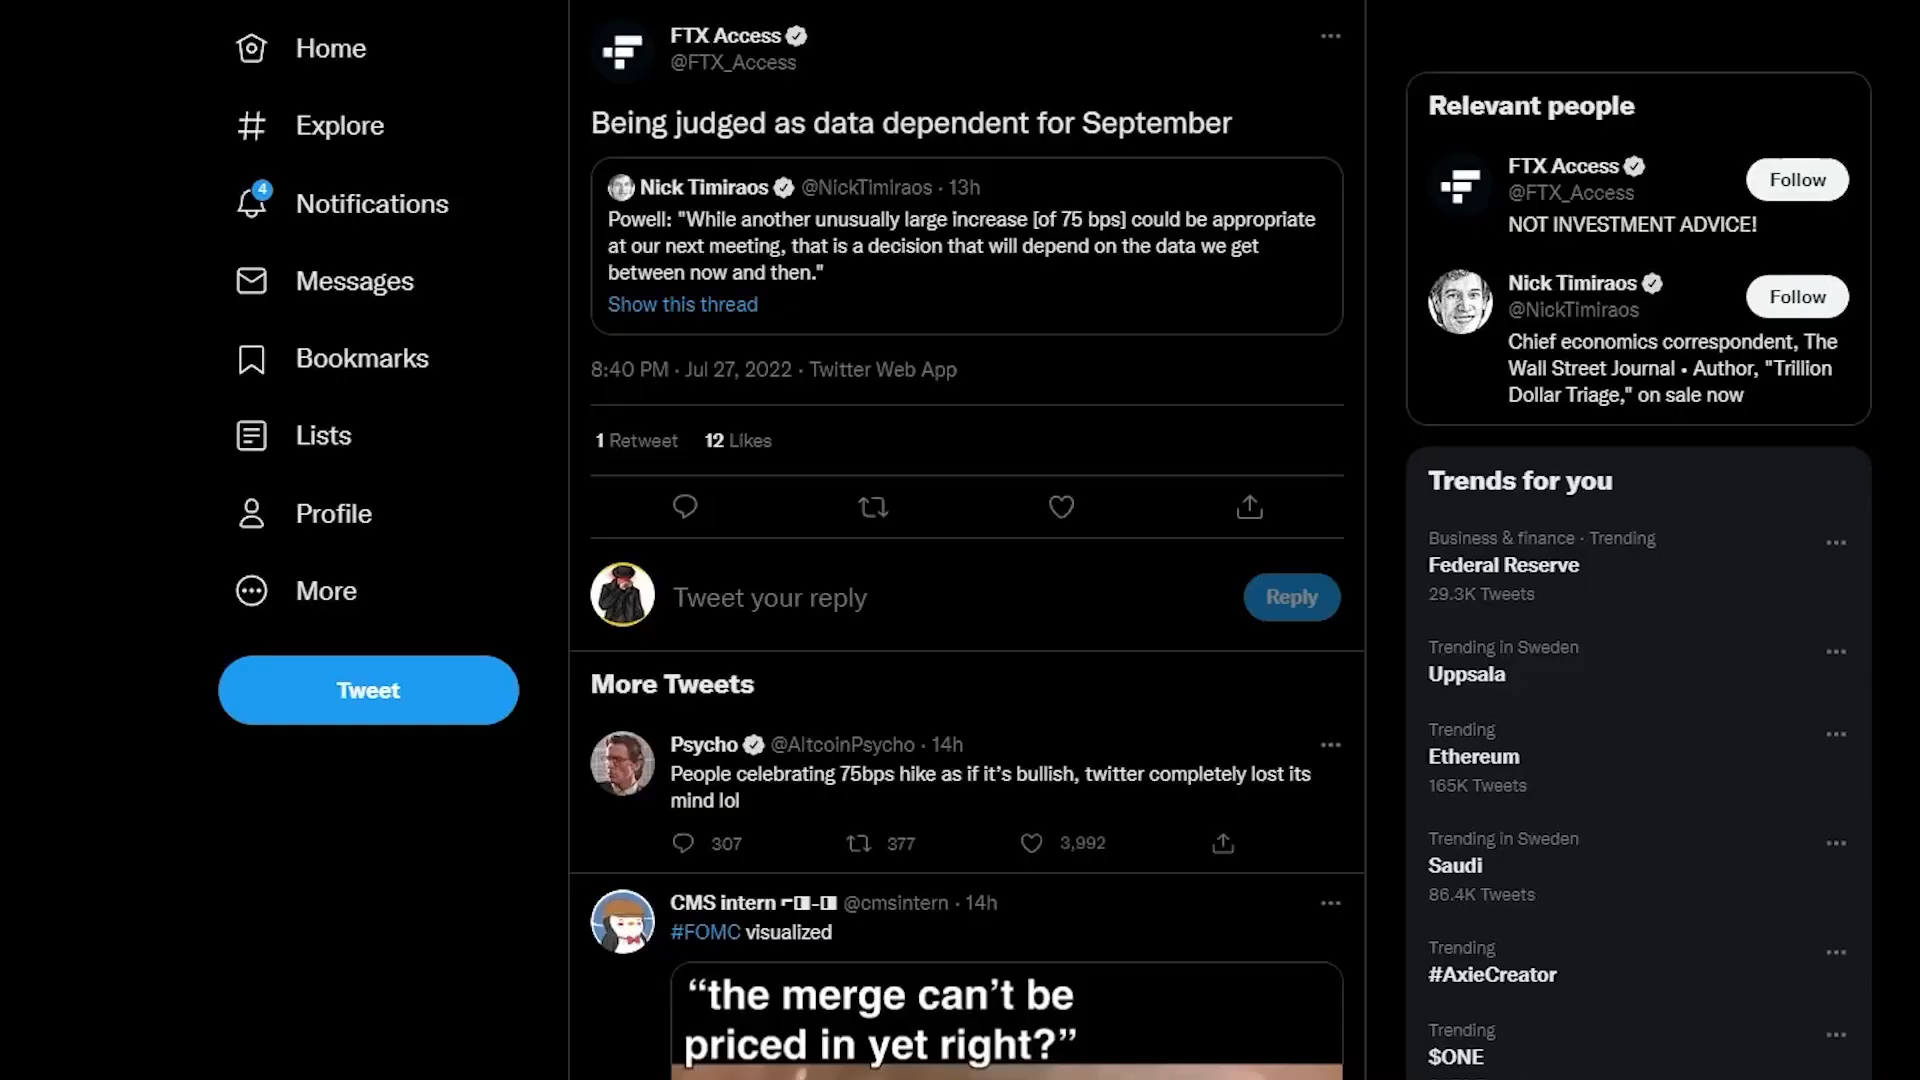 Home
Explore
4
Notifications
Messages
Bookmarks
Lists
Profile
More
Tweet
FTX Access
@FTX_Access
Being judged as data dependent for September
Nick Timiraos @NickTimiraos · 13h
Powell: "While another unusually large increase [of 75 bps] could be appropriate
at our next meeting, that is a decision that will depend on the data we get
between now and then."
Show this thread
8:40 PM · Jul 27, 2022 · Twitter Web App
1 Retweet 12 Likes
Tweet your reply
Reply
More Tweets
Psycho @AltcoinPsycho · 14h
People celebrating 75bps hike as if it's bullish, twitter completely lost its
mind lol
307 377 3,992
CMS intern @cmsintern · 14h
#FOMC visualized
“the merge can’t be
priced in yet right?”
Relevant people
FTX Access
@FTX_Access
Follow
NOT INVESTMENT ADVICE!
Nick Timiraos
@NickTimiraos
Follow
Chief economics correspondent, The
Wall Street Journal • Author, "Trillion
Dollar Triage," on sale now
Trends for you
Business & finance · Trending
Federal Reserve
29.3K Tweets
Trending in Sweden
Uppsala
Trending
Ethereum
165K Tweets
Trending in Sweden
Saudi
86.4K Tweets
Trending
#AxieCreator
Trending
$ONE